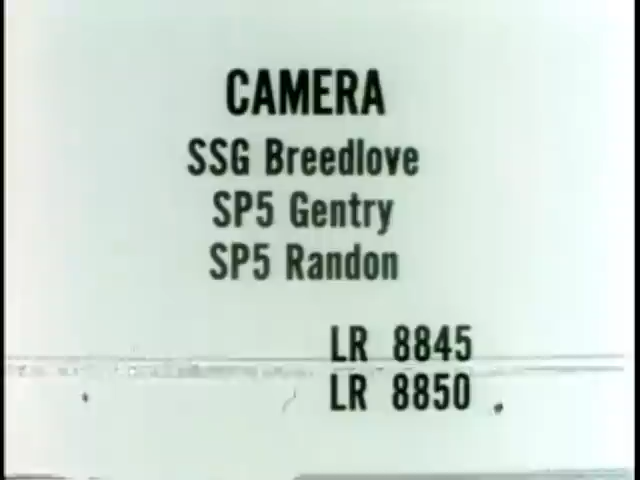 CAMERA
SSG Breedlove
SP5 Gentry
SP5 Randon
LR 8845
LR 8850